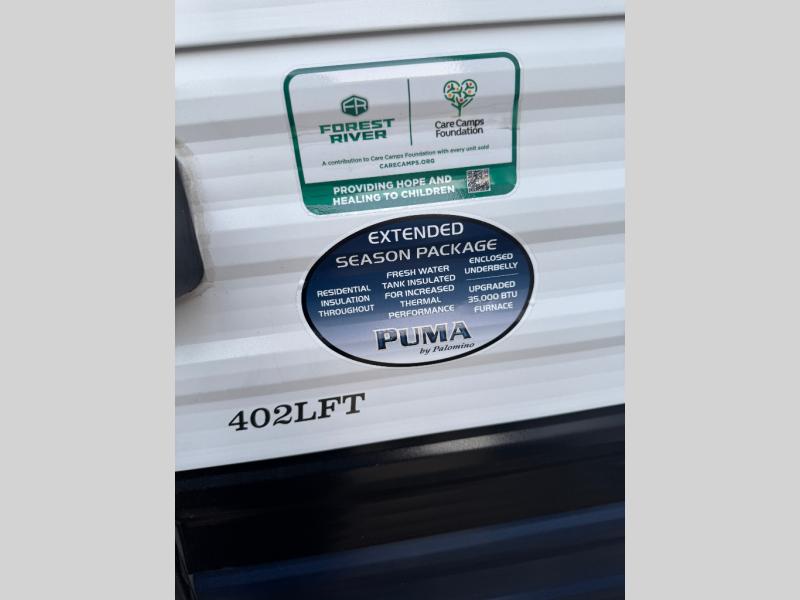 FR
FOREST
RIVER
Care Camps
Foundation
A contribution to Care Camps Foundation with every unit sold
CARECAMPS.ORG
PROVIDING HOPE AND
HEALING TO CHILDREN
EXTENDED
SEASON PACKAGE
RESIDENTIAL
INSULATION
THROUGHOUT
FRESH WATER
TANK INSULATED
FOR INCREASED
THERMAL
PERFORMANCE
ENCLOSED
UNDERBELLY
UPGRADED
35,000 BTU
FURNACE
PUMA
by Palomino
402LFT